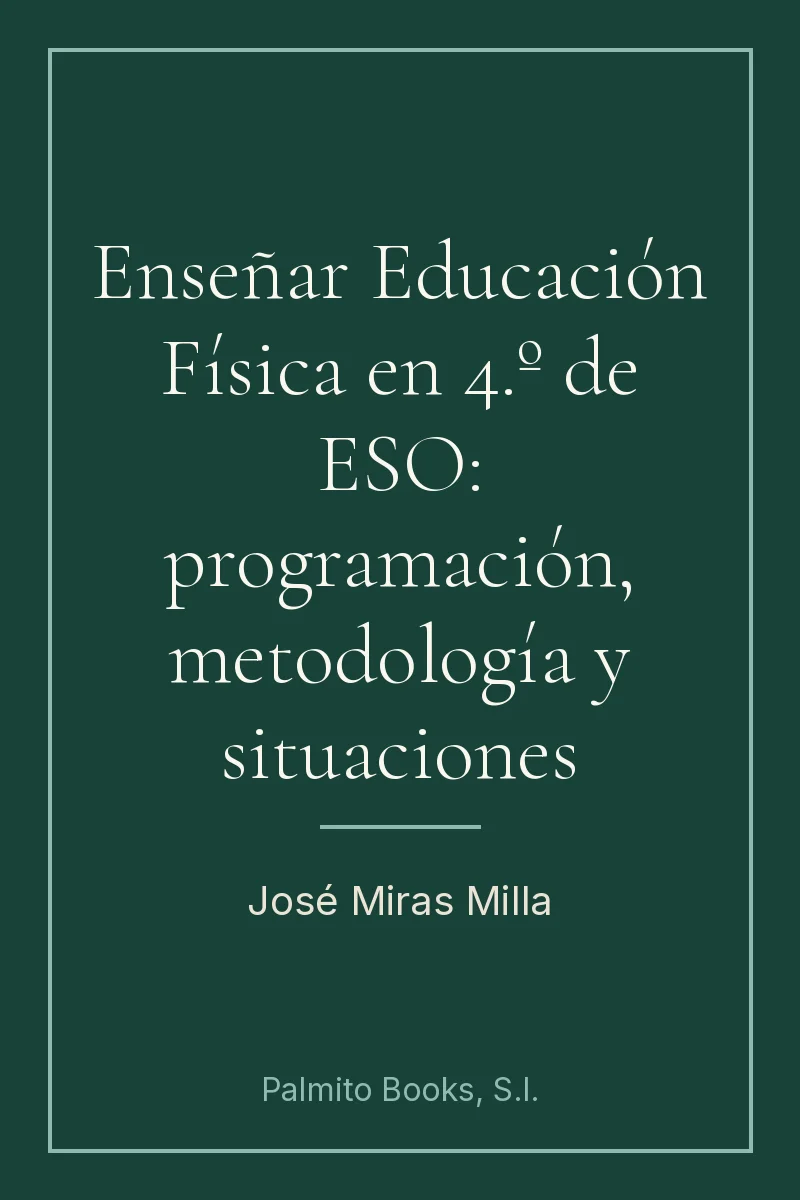 Enseñar Educación
Física en 4.º de
ESO:
programación,
metodología y
situaciones
José Miras Milla
Palmito Books, S.l.